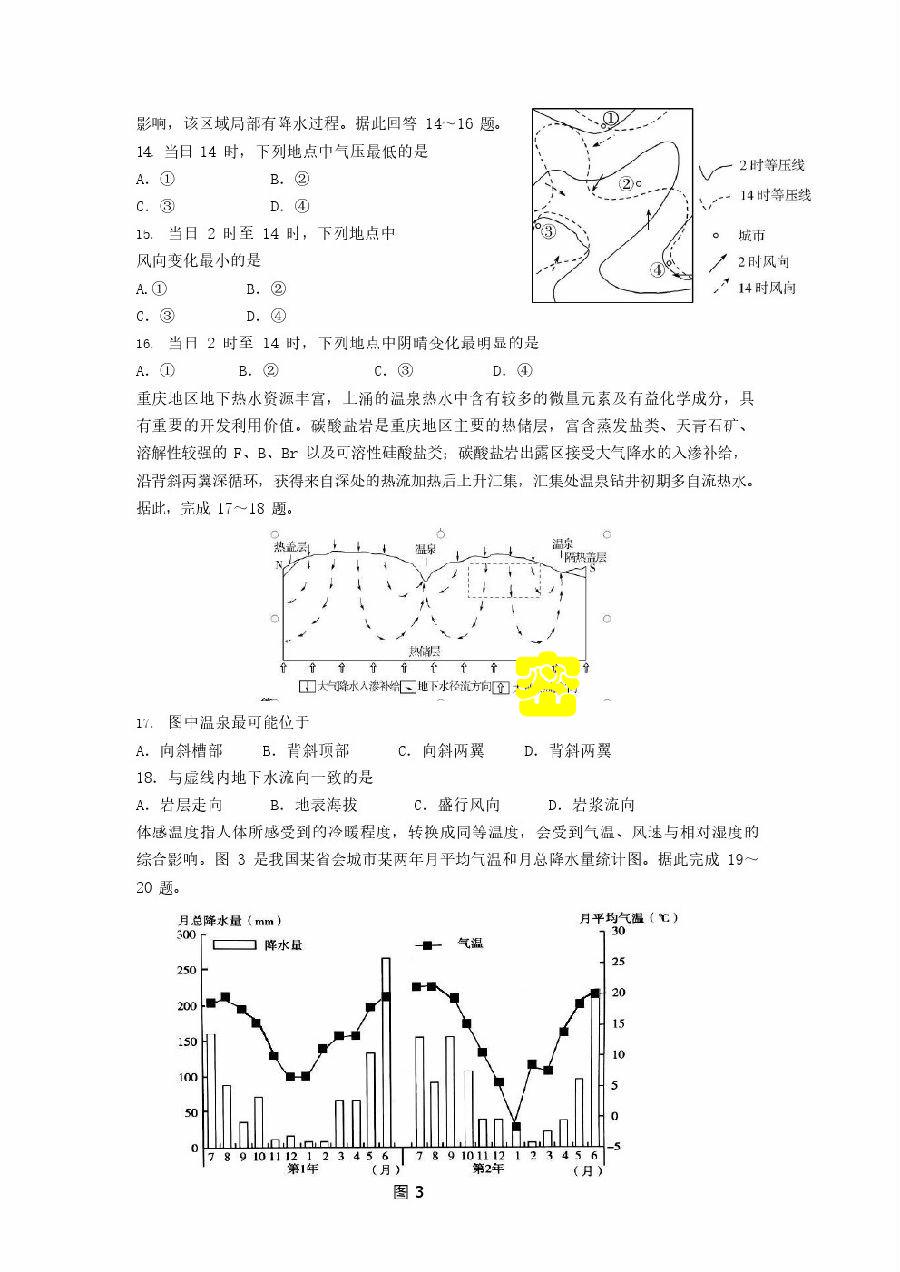 影响，该区域局部有降水过程。据此回答 14～16 题。
14. 当日 14 时，下列地点中气压最低的是
A. ① B. ②
C. ③ D. ④
15. 当日 2 时至 14 时，下列地点中
风向变化最小的是
A.① B. ②
C. ③ D. ④
①
②
③
④
2时等压线
14时等压线
城市
2时风向
14时风向
16. 当日 2 时至 14 时，下列地点中阴晴变化最明显的是
A. ① B. ② C. ③ D. ④
重庆地区地下热水资源丰富，上涌的温泉热水中含有较多的微量元素及有益化学成分，具
有重要的开发利用价值。碳酸盐岩是重庆地区主要的热储层，富含蒸发盐类、天青石矿、
溶解性较强的 F、B、Br 以及可溶性硅酸盐类；碳酸盐岩出露区接受大气降水的入渗补给，
沿背斜两翼深循环，获得来自深处的热流加热后上升汇集，汇集处温泉钻井初期多自流热水。
据此，完成 17～18 题。
热盖层 温泉 温泉
隔热盖层
N S
热储层
大气降水入渗补给 地下水径流方向
17. 图中温泉最可能位于
A. 向斜槽部 B. 背斜顶部 C. 向斜两翼 D. 背斜两翼
18. 与虚线内地下水流向一致的是
A. 岩层走向 B. 地表海拔 C. 盛行风向 D. 岩浆流向
体感温度指人体所感受到的冷暖程度，转换成同等温度，会受到气温、风速与相对湿度的
综合影响。图 3 是我国某省会城市某两年月平均气温和月总降水量统计图。据此完成 19～
20 题。
月总降水量（mm） 月平均气温（℃）
降水量 气温
300
250
200
150
100
50
0
30
25
20
15
10
5
0
-5
7 8 9 10 11 12 1 2 3 4 5 6 7 8 9 10 11 12 1 2 3 4 5 6
第1年 （月） 第2年 （月）
图 3